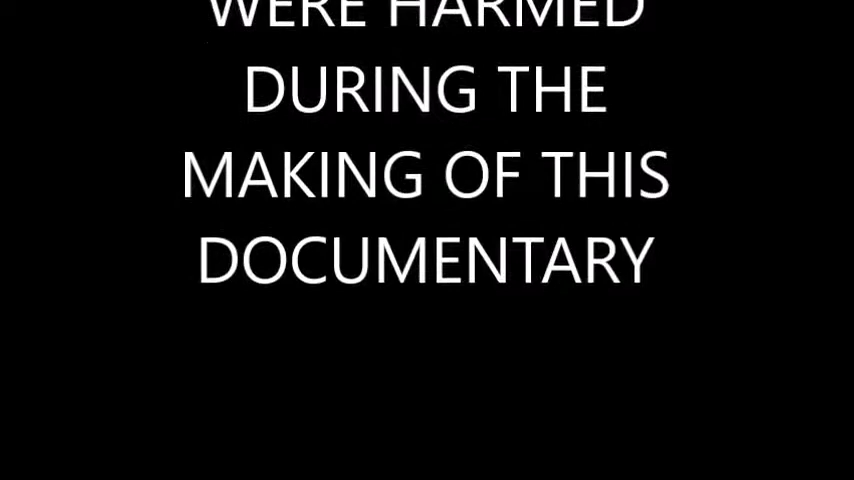 WERE HARMED
DURING THE
MAKING OF THIS
DOCUMENTARY